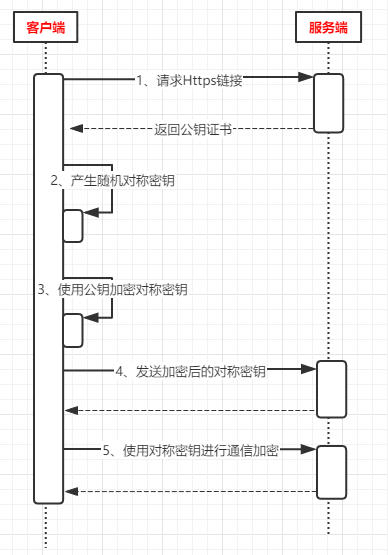 客户端
服务端
1、请求Https链接
返回公钥证书
2、产生随机对称密钥
3、使用公钥加密对称密钥
4、发送加密后的对称密钥
5、使用对称密钥进行通信加密